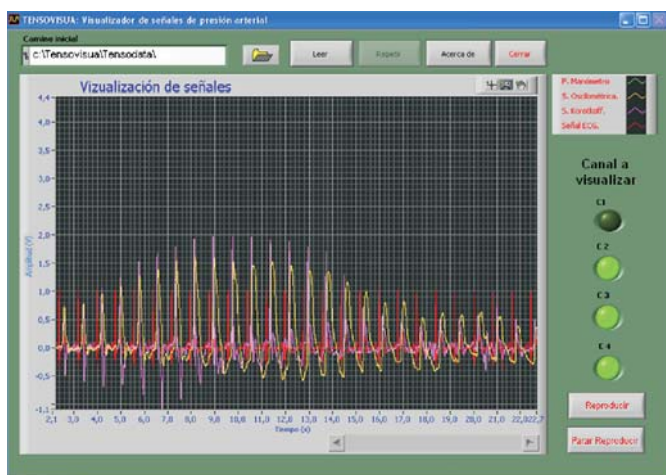 TENSOVISUA: Visualizador de señales de presión arterial
Camino inicial
c:\Tensovisua\Tensodata\
Leer
Repetir
Acerca de
Cerrar
Vizualización de señales
P. Manómetro
S. Oscilométrica.
S. Korotkoff.
Señal ECG.
Canal a
visualizar
C1
C2
C3
C4
Reproducir
Parar Reproducir
Amplitud (V)
4,4
4,0
3,5
3,0
2,5
2,0
1,5
1,0
0,5
0,0
-0,5
-1,1
2,1 3,0 4,0 5,0 6,0 7,0 8,0 9,0 10,0 11,0 12,0 13,0 14,0 15,0 16,0 17,0 18,0 19,0 20,0 21,0 22,0 22,7
Tiempo (s)